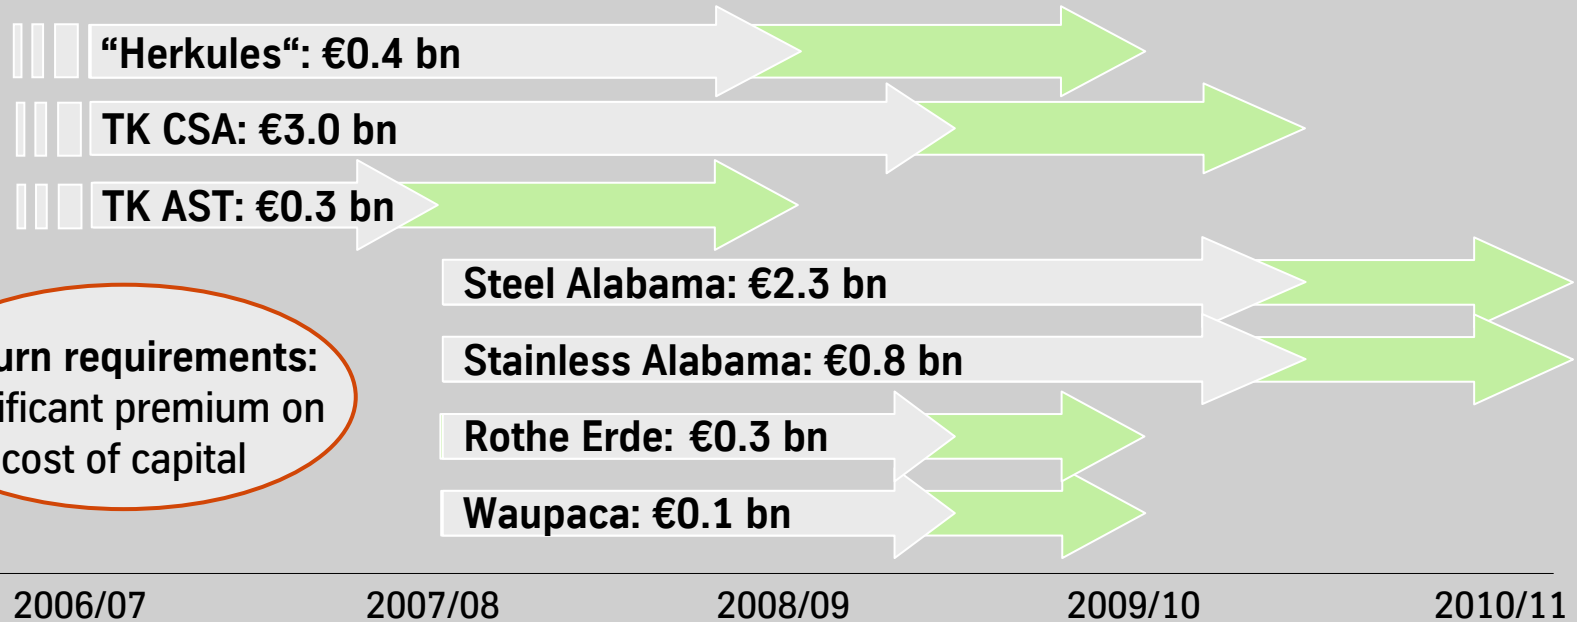 “Herkules“: €0.4 bn
TK CSA: €3.0 bn
TK AST: €0.3 bn
Steel Alabama: €2.3 bn
Stainless Alabama: €0.8 bn
Rothe Erde: €0.3 bn
Waupaca: €0.1 bn
requirements:
premium on
cost of capital
2006/07 2007/08 2008/09 2009/10 2010/11